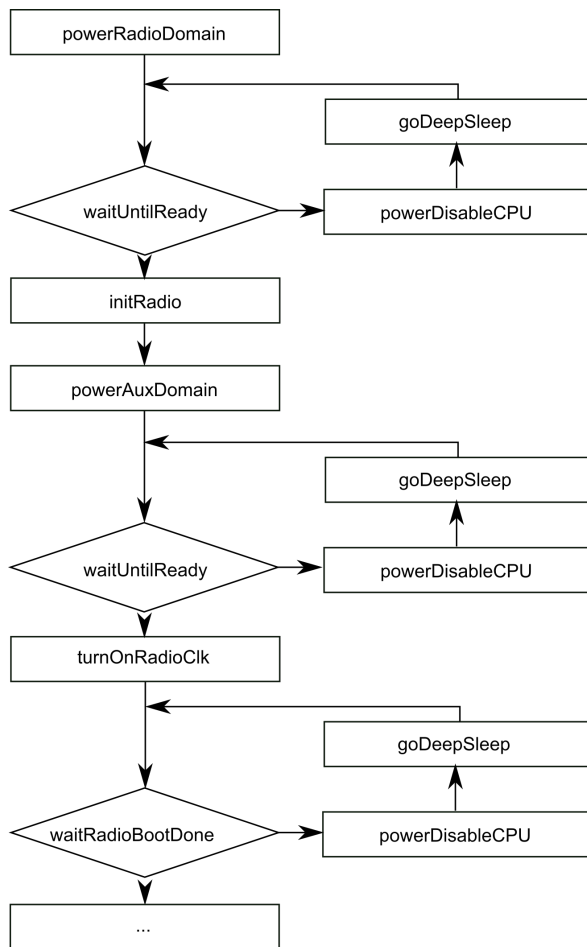 powerRadioDomain
goDeepSleep
waitUntilReady
powerDisableCPU
initRadio
powerAuxDomain
goDeepSleep
waitUntilReady
powerDisableCPU
turnOnRadioClk
goDeepSleep
waitRadioBootDone
powerDisableCPU
...